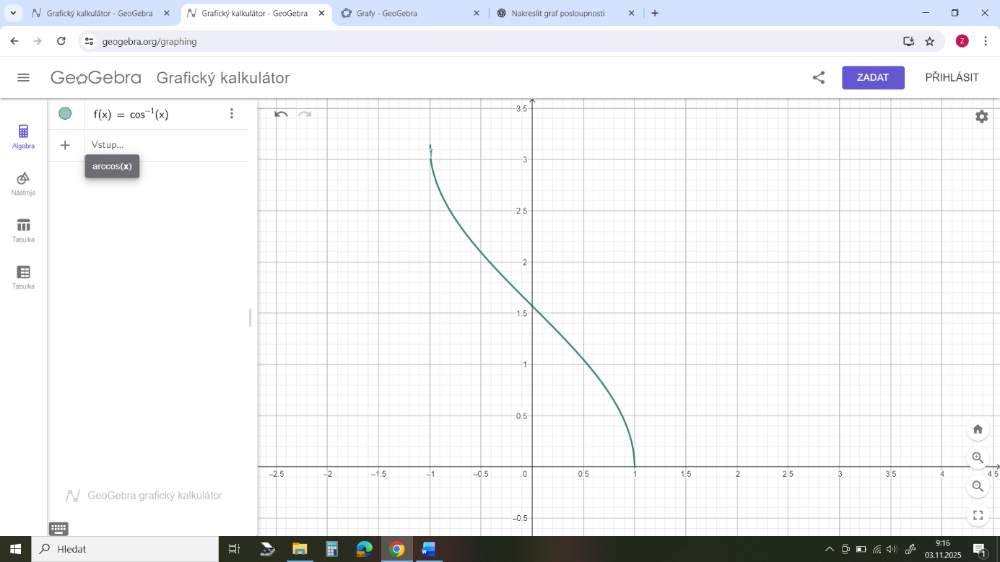 Grafický kalkulátor - GeoGebra
Grafický kalkulátor - GeoGebra
Grafy - GeoGebra
Nakreslit graf posloupnosti
geogebra.org/graphing
Z
GeoGebra Grafický kalkulátor
ZADAT
PŘIHLÁSIT
Algebra
Nástroje
Tabulka
Tabulka
f(x) = cos⁻¹(x)
Vstup...
arccos(x)
GeoGebra grafický kalkulátor
f
3.5
3
2.5
2
1.5
1
0.5
−2.5 −2 −1.5 −1 −0.5 0 0.5 1 1.5 2 2.5 3 3.5 4 4.5
−0.5
Hledat
9:16
03.11.2025
1